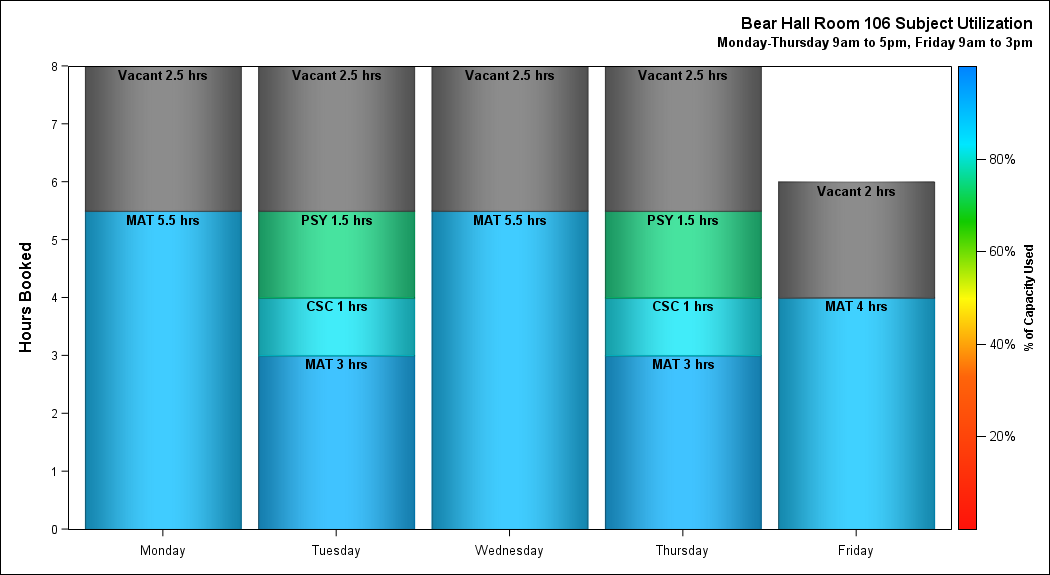 Bear Hall Room 106 Subject Utilization
Monday-Thursday 9am to 5pm, Friday 9am to 3pm
Hours Booked
8
7
6
5
4
3
2
1
0
Vacant 2.5 hrs
MAT 5.5 hrs
Vacant 2.5 hrs
PSY 1.5 hrs
CSC 1 hrs
MAT 3 hrs
Vacant 2.5 hrs
MAT 5.5 hrs
Vacant 2.5 hrs
PSY 1.5 hrs
CSC 1 hrs
MAT 3 hrs
Vacant 2 hrs
MAT 4 hrs
Monday
Tuesday
Wednesday
Thursday
Friday
80%
60%
40%
20%
% of Capacity Used